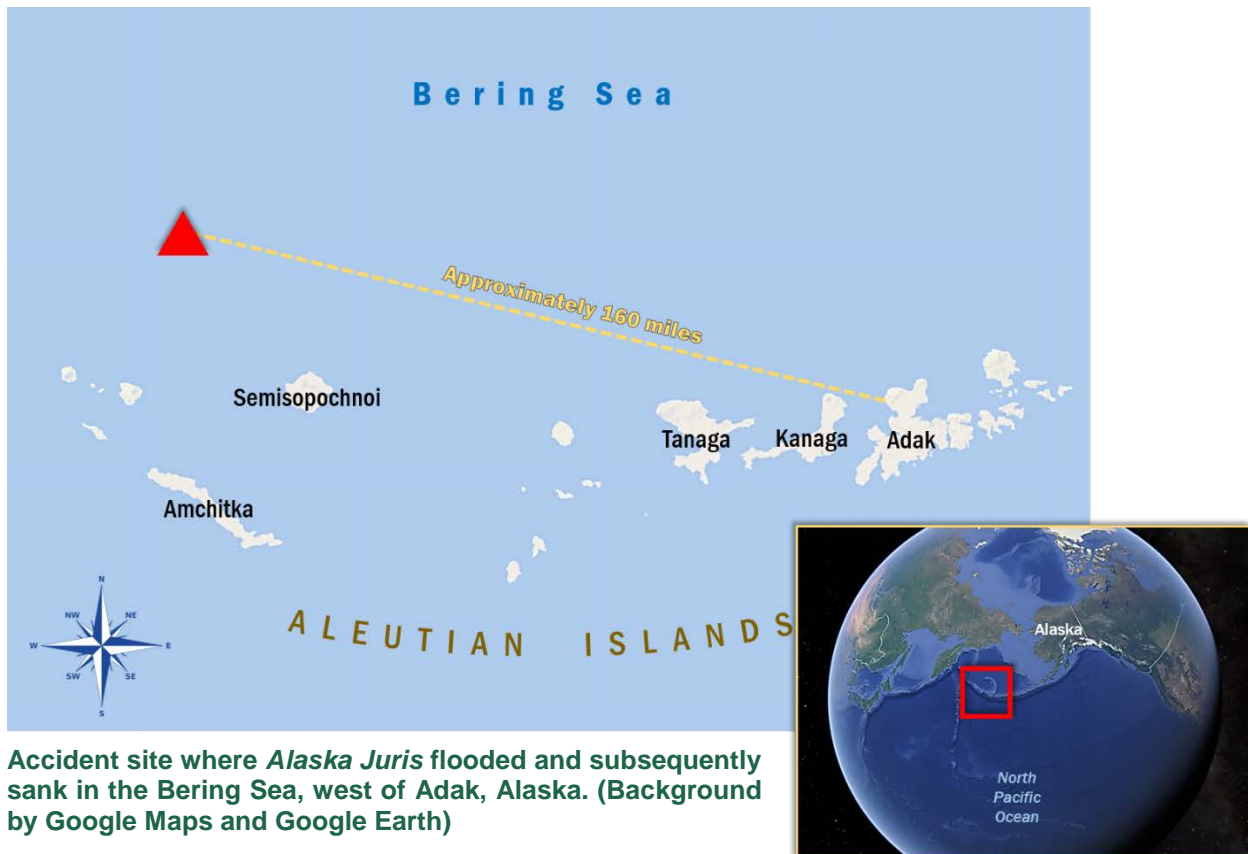 Bering Sea
Approximately 160 miles
Semisopochnoi
Tanaga
Kanaga
Adak
Amchitka
N
NW
NE
W
E
SW
SE
S
ALEUTIAN ISLANDS
Alaska
North
Pacific
Ocean
Accident site where Alaska Juris flooded and subsequently
sank in the Bering Sea, west of Adak, Alaska. (Background
by Google Maps and Google Earth)